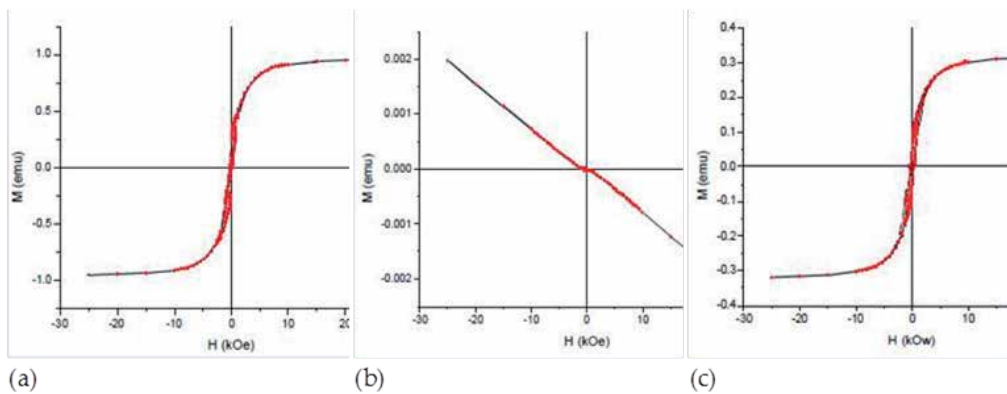 M (emu)
1.0
0.5
0.0
-0.5
-1.0
-30 -20 -10 0 10 20
H (kOe)
(a)
M (emu)
0.002
0.001
0.000
-0.001
-0.002
-30 -20 -10 0 10
H (kOe)
(b)
M (emu)
0.4
0.3
0.2
0.1
0.0
-0.1
-0.2
-0.3
-0.4
-30 -20 -10 0 10
H (kOw)
(c)